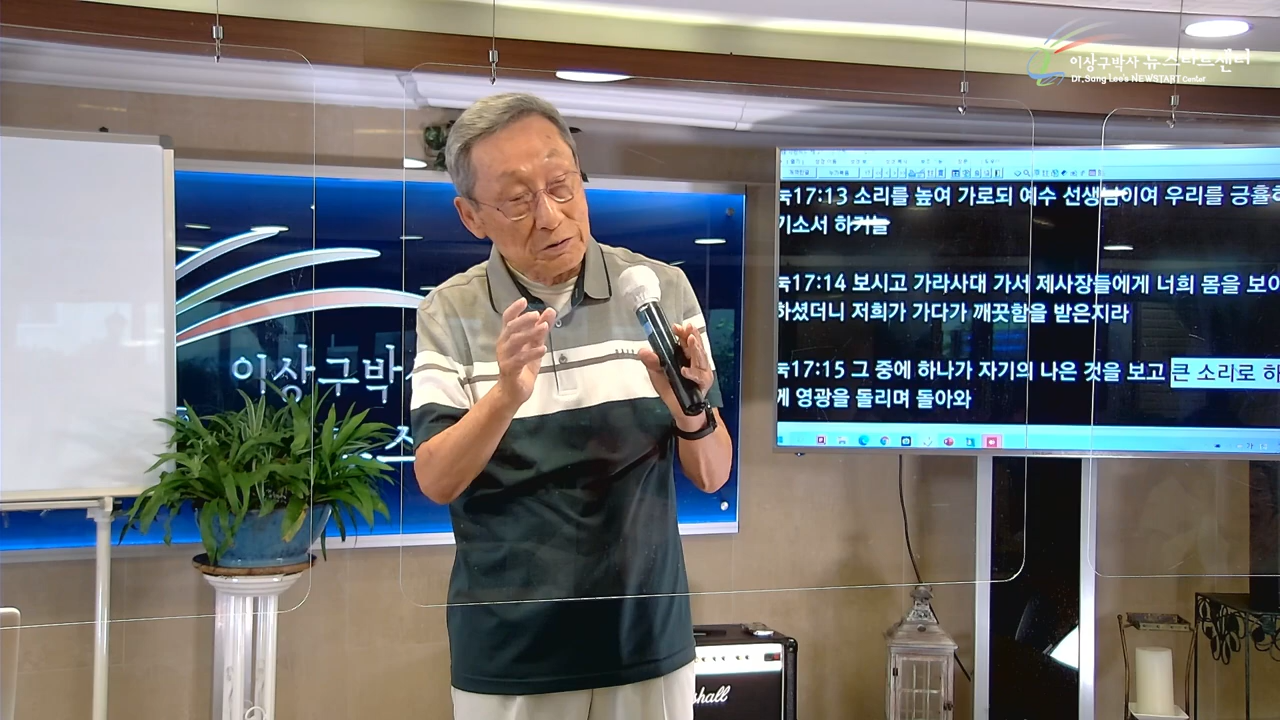 이상구박사 뉴스타트센터
Dr. Sang Lee's NEWSTART Center
눅17:13 소리를 높여 가로되 예수 선생님이여 우리를 긍휼히
기소서 하거늘
눅17:14 보시고 가라사대 가서 제사장들에게 너희 몸을 보이
하셨더니 저희가 가다가 깨끗함을 받은지라
눅17:15 그 중에 하나가 자기의 나은 것을 보고 큰 소리로 하
께 영광을 돌리며 돌아와
이상구박사
hall